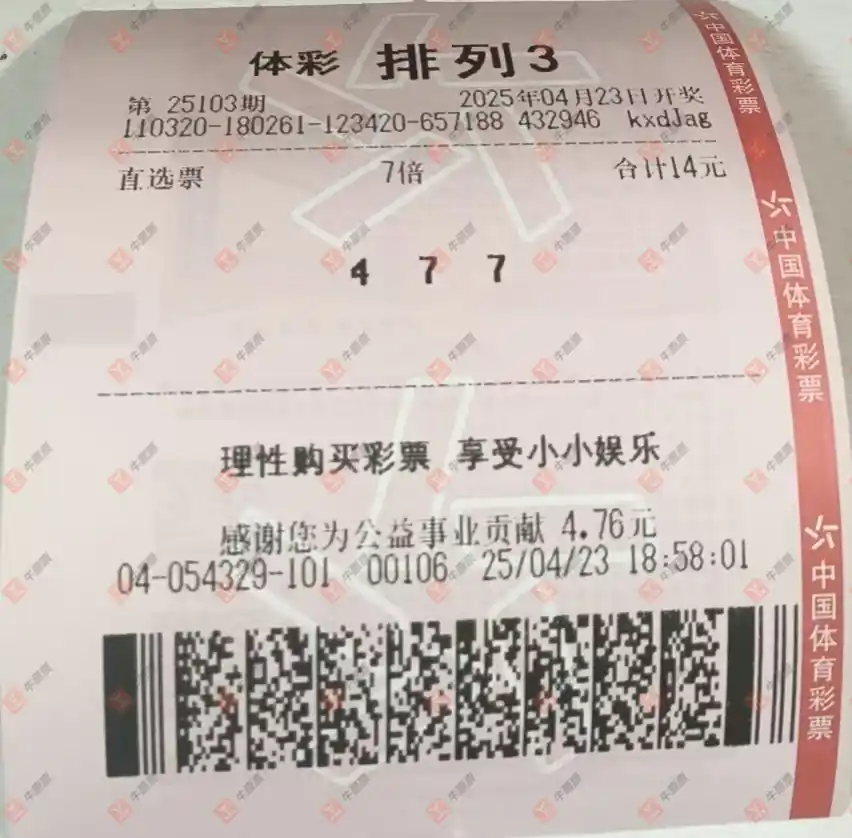 体彩 排列3
第 25103期 2025年04月23日开奖
110320-180261-123420-657188 432946 kxdJag
直选票 7倍 合计14元
4 7 7
理性购买彩票 享受小小娱乐
感谢您为公益事业贡献 4.76元
04-054329-101 00106 25/04/23 18:58:01
中国体育彩票
中国体育彩票
中国体育彩票